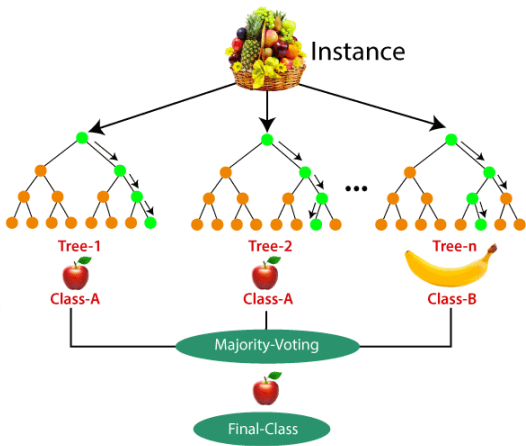 Instance
Tree-1
Tree-2
Tree-n
Class-A
Class-A
Class-B
Majority-Voting
Final-Class